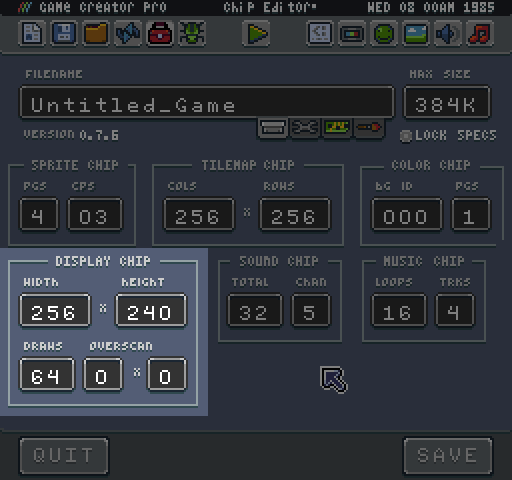 Game Creator Pro Chip Editor* WED 08 00AM 1985
FILENAME MAX SIZE
Untitled_Game 384K
VERSION 0.7.6 LOCK SPECS
SPRITE CHIP TILEMAP CHIP COLOR CHIP
PGS CPS COLS ROWS BG ID PGS
4 03 256 x 256 000 1
DISPLAY CHIP SOUND CHIP MUSIC CHIP
WIDTH HEIGHT TOTAL CHAN LOOPS TRKS
256 x 240 32 5 16 4
DRAWS OVERSCAN
64 0 x 0
QUIT SAVE